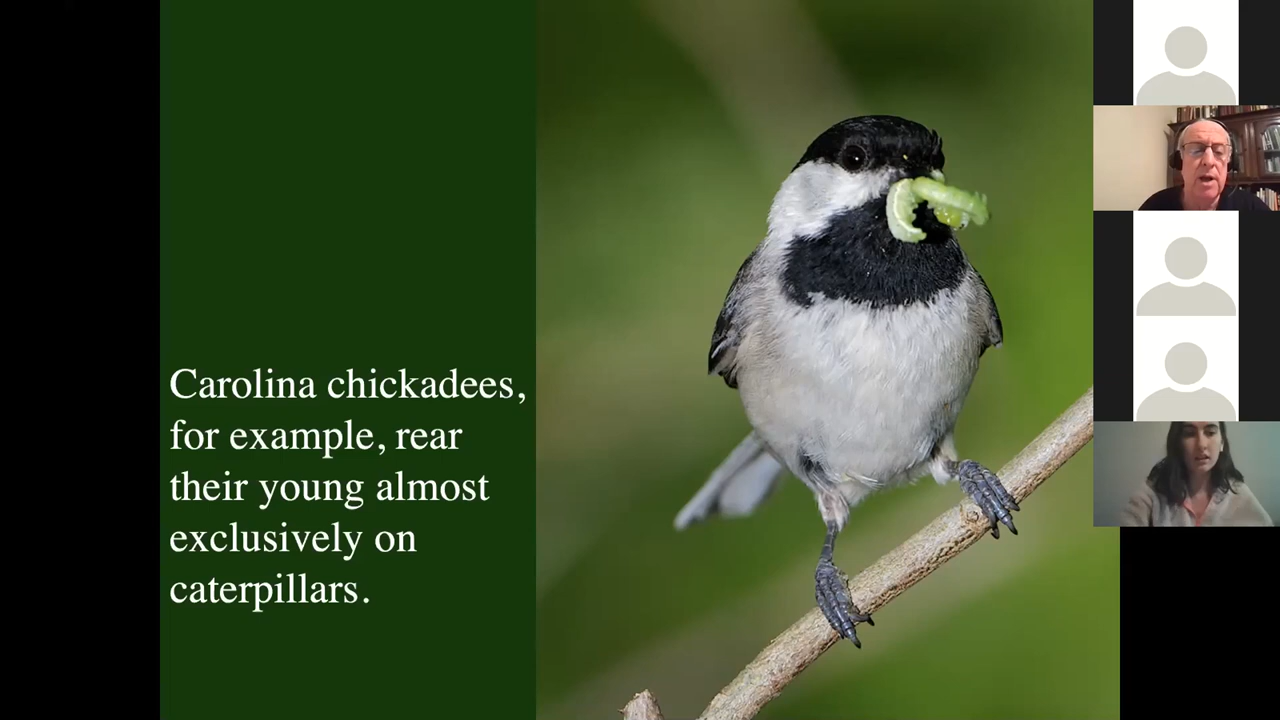 Carolina chickadees,
for example, rear
their young almost
exclusively on
caterpillars.